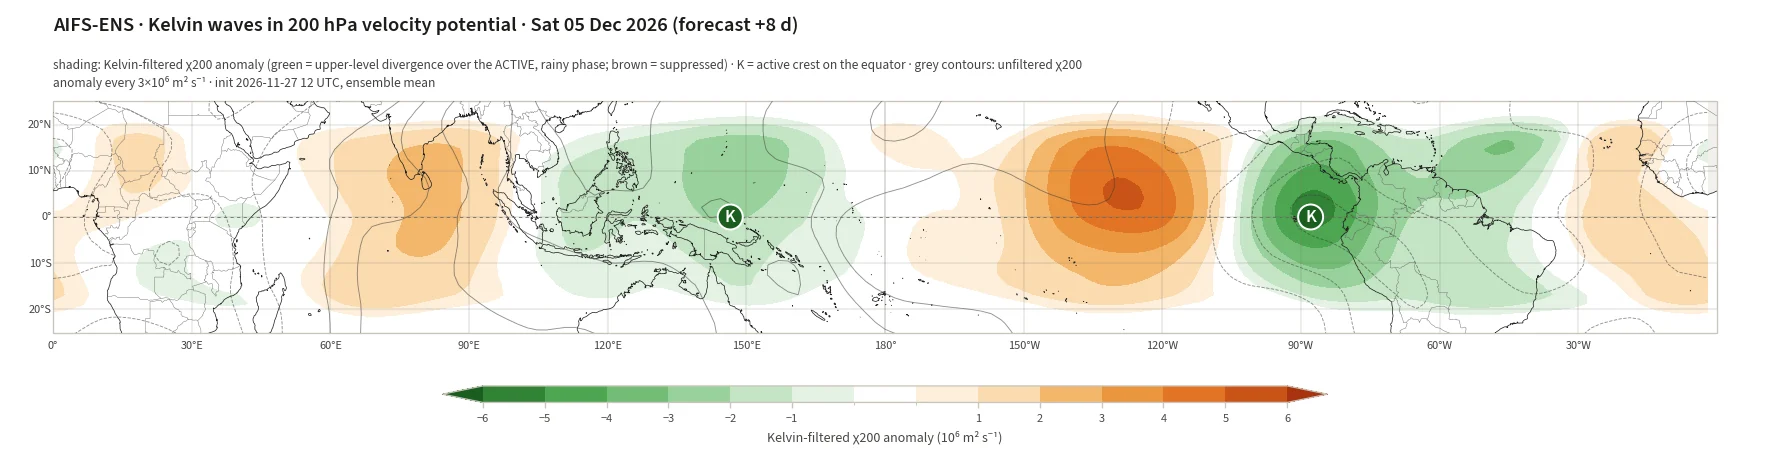 AIFS-ENS · Kelvin waves in 200 hPa velocity potential · Sat 05 Dec 2026 (forecast +8 d)
shading: Kelvin-filtered χ200 anomaly (green = upper-level divergence over the ACTIVE, rainy phase; brown = suppressed) · K = active crest on the equator · grey contours: unfiltered χ200
anomaly every 3×10⁶ m² s⁻¹ · init 2026-11-27 12 UTC, ensemble mean
20°N
10°N
0°
10°S
20°S
K K
0° 30°E 60°E 90°E 120°E 150°E 180° 150°W 120°W 90°W 60°W 30°W
−6 −5 −4 −3 −2 −1 1 2 3 4 5 6
Kelvin-filtered χ200 anomaly (10⁶ m² s⁻¹)